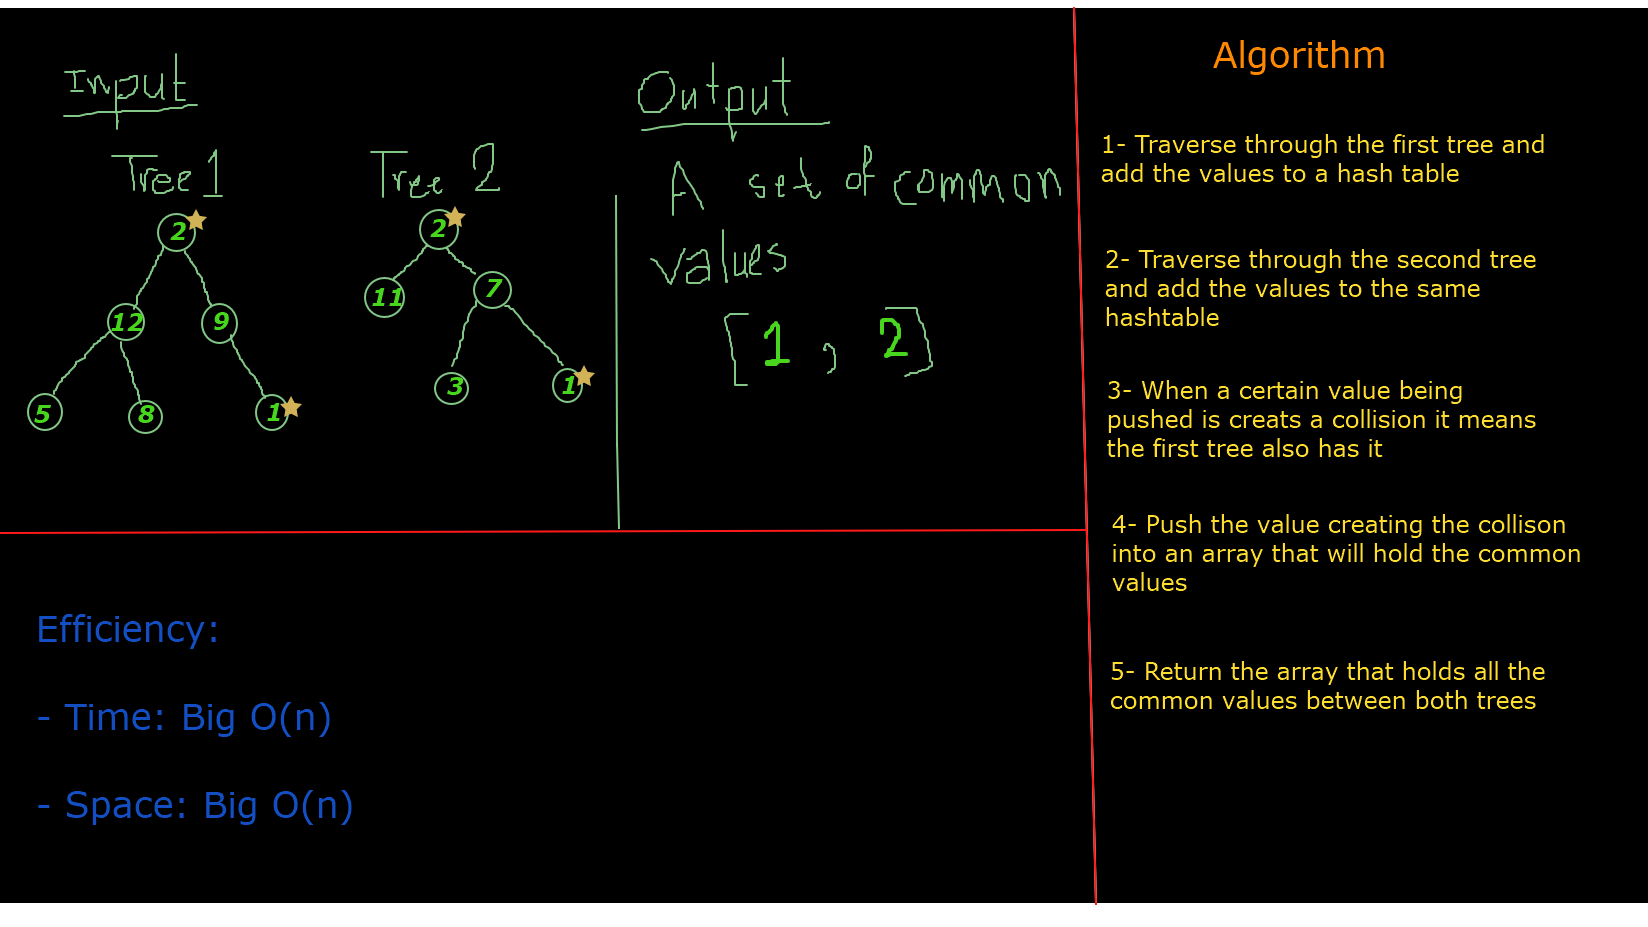 Input
Tree 1
Tree 2
2
2
12
9
11
7
5
8
1
3
1
Output
A set of common
values
[1 , 2]
Algorithm
1- Traverse through the first tree and
add the values to a hash table
2- Traverse through the second tree
and add the values to the same
hashtable
3- When a certain value being
pushed is creats a collision it means
the first tree also has it
4- Push the value creating the collison
into an array that will hold the common
values
5- Return the array that holds all the
common values between both trees
Efficiency:
- Time: Big O(n)
- Space: Big O(n)